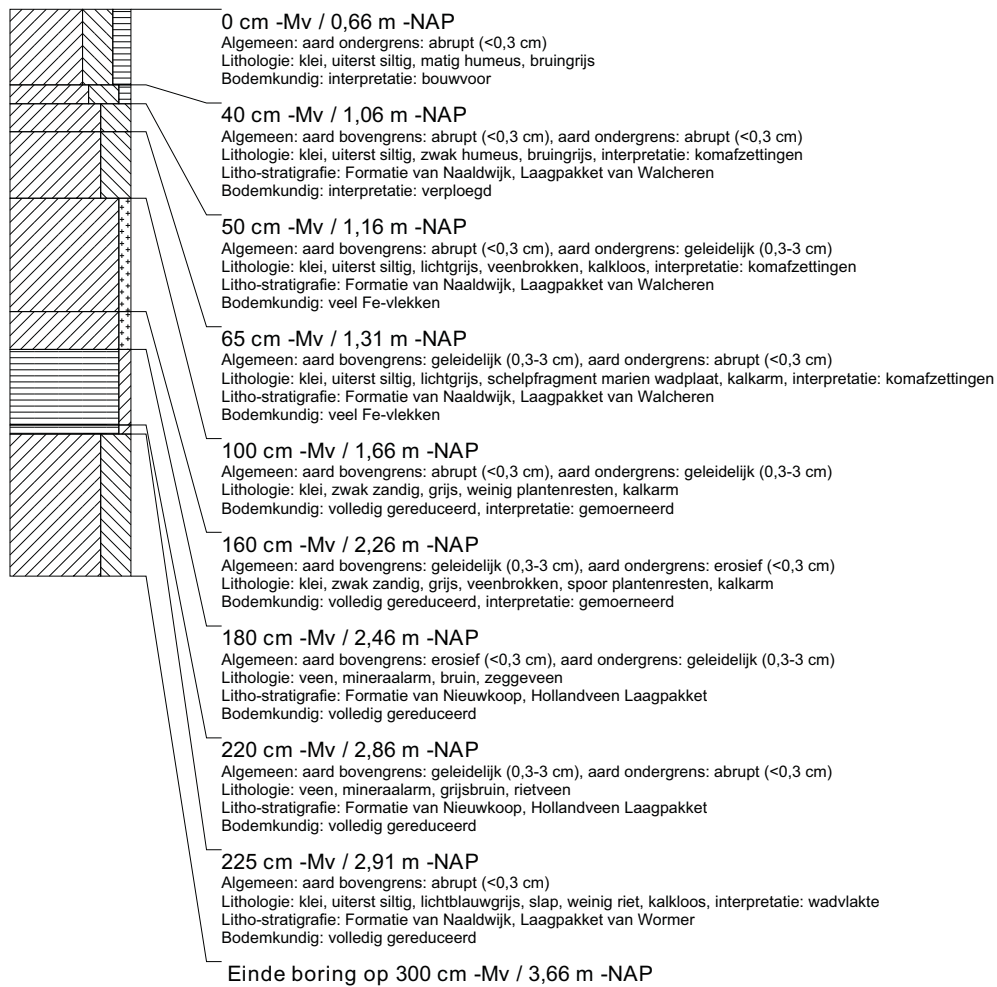 0 cm -Mv / 0,66 m -NAP
Algemeen: aard ondergrens: abrupt (<0,3 cm)
Lithologie: klei, uiterst siltig, matig humeus, bruingrijs
Bodemkundig: interpretatie: bouwvoor
40 cm -Mv / 1,06 m -NAP
Algemeen: aard bovengrens: abrupt (<0,3 cm), aard ondergrens: abrupt (<0,3 cm)
Lithologie: klei, uiterst siltig, zwak humeus, bruingrijs, interpretatie: komafzettingen
Litho-stratigrafie: Formatie van Naaldwijk, Laagpakket van Walcheren
Bodemkundig: interpretatie: verploegd
50 cm -Mv / 1,16 m -NAP
Algemeen: aard bovengrens: abrupt (<0,3 cm), aard ondergrens: geleidelijk (0,3-3 cm)
Lithologie: klei, uiterst siltig, lichtgrijs, veenbrokken, kalkloos, interpretatie: komafzettingen
Litho-stratigrafie: Formatie van Naaldwijk, Laagpakket van Walcheren
Bodemkundig: veel Fe-vlekken
65 cm -Mv / 1,31 m -NAP
Algemeen: aard bovengrens: geleidelijk (0,3-3 cm), aard ondergrens: abrupt (<0,3 cm)
Lithologie: klei, uiterst siltig, lichtgrijs, schelpfragment marien wadplaat, kalkarm, interpretatie: komafzettingen
Litho-stratigrafie: Formatie van Naaldwijk, Laagpakket van Walcheren
Bodemkundig: veel Fe-vlekken
100 cm -Mv / 1,66 m -NAP
Algemeen: aard bovengrens: abrupt (<0,3 cm), aard ondergrens: geleidelijk (0,3-3 cm)
Lithologie: klei, zwak zandig, grijs, weinig plantenresten, kalkarm
Bodemkundig: volledig gereduceerd, interpretatie: gemoerneerd
160 cm -Mv / 2,26 m -NAP
Algemeen: aard bovengrens: geleidelijk (0,3-3 cm), aard ondergrens: erosief (<0,3 cm)
Lithologie: klei, zwak zandig, grijs, veenbrokken, spoor plantenresten, kalkarm
Bodemkundig: volledig gereduceerd, interpretatie: gemoerneerd
180 cm -Mv / 2,46 m -NAP
Algemeen: aard bovengrens: erosief (<0,3 cm), aard ondergrens: geleidelijk (0,3-3 cm)
Lithologie: veen, mineraalarm, bruin, zeggeveen
Litho-stratigrafie: Formatie van Nieuwkoop, Hollandveen Laagpakket
Bodemkundig: volledig gereduceerd
220 cm -Mv / 2,86 m -NAP
Algemeen: aard bovengrens: geleidelijk (0,3-3 cm), aard ondergrens: abrupt (<0,3 cm)
Lithologie: veen, mineraalarm, grijsbruin, rietveen
Litho-stratigrafie: Formatie van Nieuwkoop, Hollandveen Laagpakket
Bodemkundig: volledig gereduceerd
225 cm -Mv / 2,91 m -NAP
Algemeen: aard bovengrens: abrupt (<0,3 cm)
Lithologie: klei, uiterst siltig, lichtblauwgrijs, slap, weinig riet, kalkloos, interpretatie: wadvlakte
Litho-stratigrafie: Formatie van Naaldwijk, Laagpakket van Wormer
Bodemkundig: volledig gereduceerd
Einde boring op 300 cm -Mv / 3,66 m -NAP